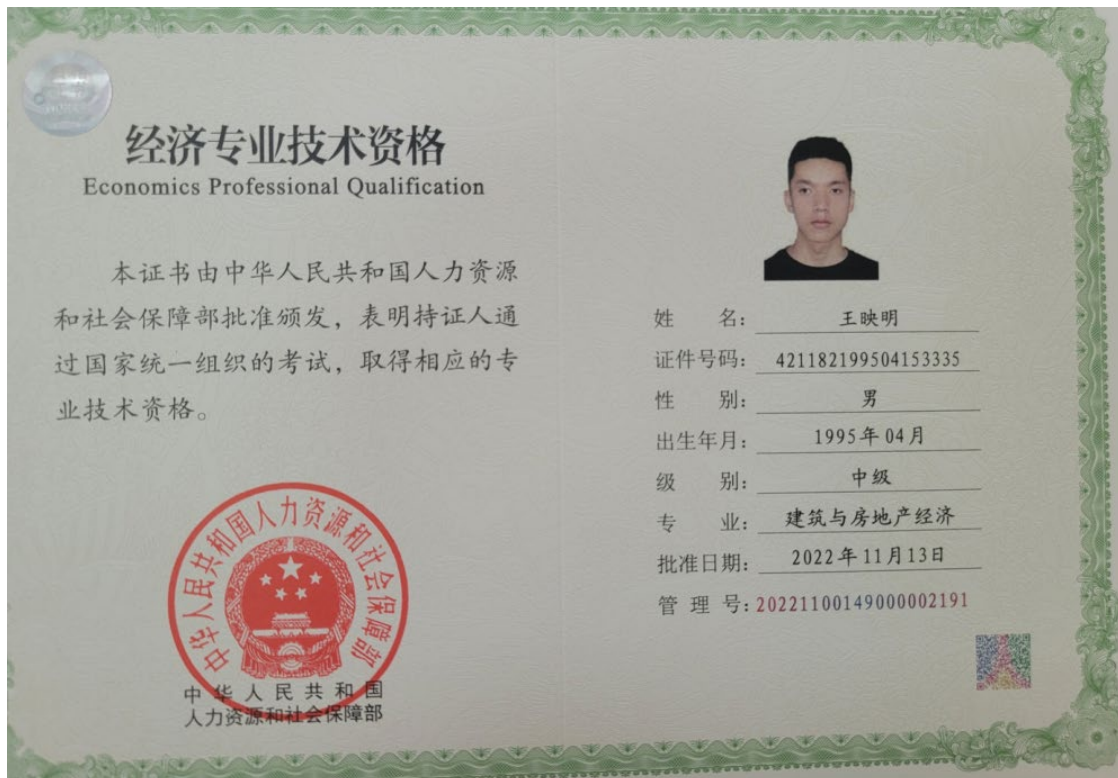 经济专业技术资格
Economics Professional Qualification
本证书由中华人民共和国人力资源
和社会保障部批准颁发，表明持证人通
过国家统一组织的考试，取得相应的专
业技术资格。
中华人民共和国人力资源和社会保障部
中华人民共和国
人力资源和社会保障部
姓 名：王映明
证件号码：421182199504153335
性 别：男
出生年月：1995年04月
级 别：中级
专 业：建筑与房地产经济
批准日期：2022年11月13日
管 理 号：20221100149000002191